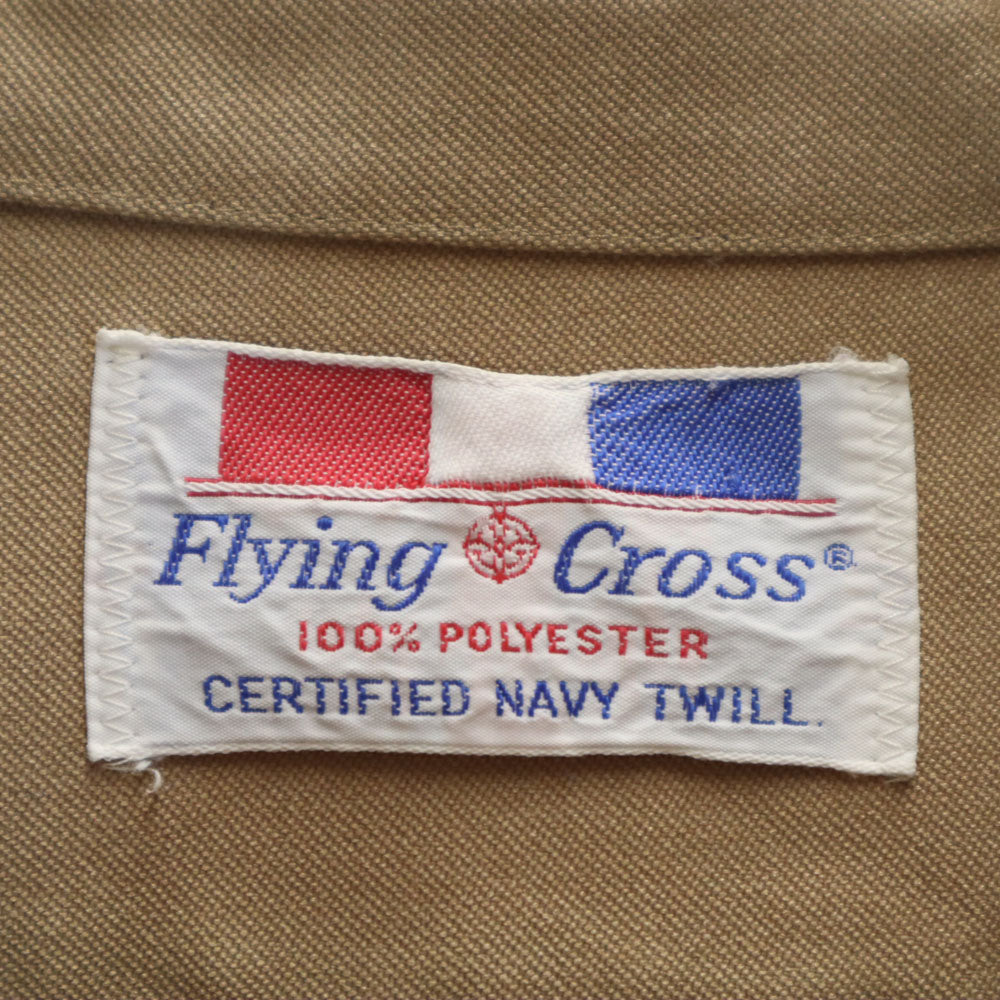 Flying Cross®
100% POLYESTER
CERTIFIED NAVY TWILL.